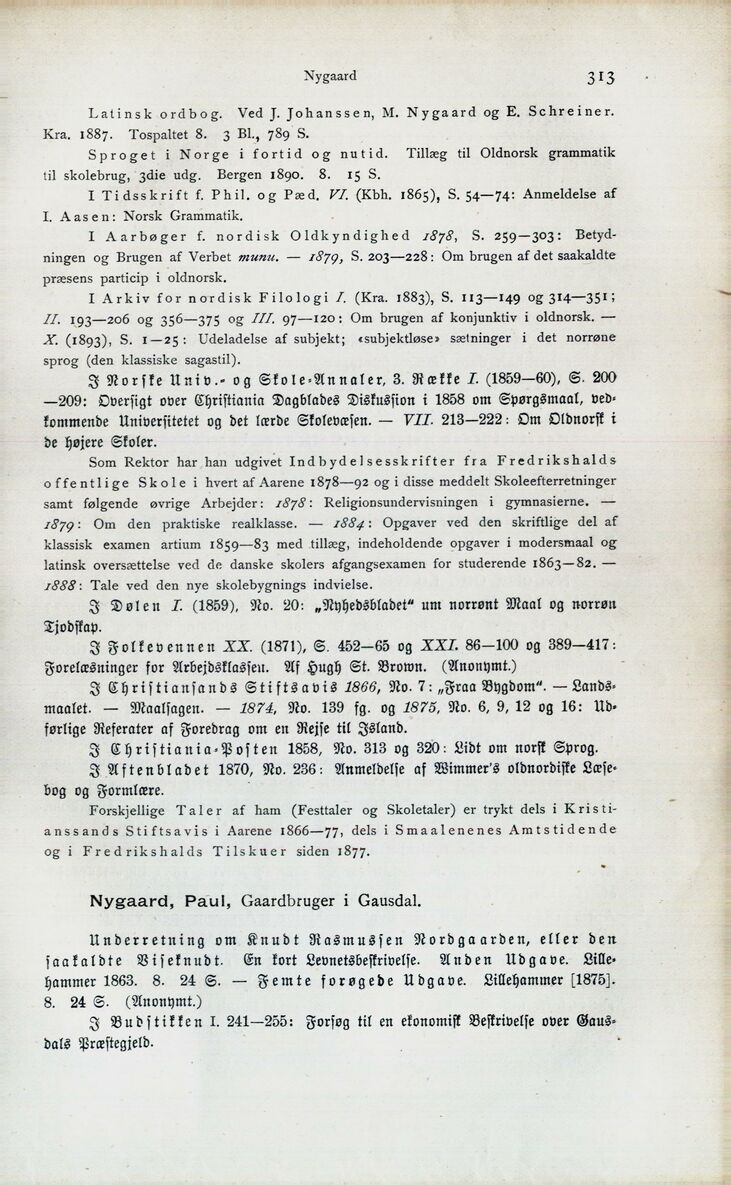 Nygaard 313
Latinsk ordbog. Ved J. Johanssen, M. Nygaard og E. Schreiner.
Kra. 1887. Tospaltet 8. 3 Bl., 789 S.
Sproget i Norge i fortid og nutid. Tillæg til Oldnorsk grammatik
til skolebrug, 3die udg. Bergen 1890. 8. 15 S.
I Tidsskrift f. Phil. og Pæd. VI. (Kbh. 1865), S. 54—74: Anmeldelse af
I. Aasen: Norsk Grammatik.
I Aarbøger f. nordisk Oldkyndighed 1878, S. 259—303: Betyd-
ningen og Brugen af Verbet munu. — 1879, S. 203—228: Om brugen af det saakaldte
præsens particip i oldnorsk.
I Arkiv for nordisk Filologi I. (Kra. 1883), S. 113—149 og 314—351;
II. 193—206 og 356—375 og III. 97—120: Om brugen af konjunktiv i oldnorsk. —
X. (1893), S. 1—25: Udeladelse af subjekt; «subjektløse» sætninger i det norrøne
sprog (den klassiske sagastil).
I Norske Univ.- og Skole-Annaler, 3. Række I. (1859—60), S. 200
—209: Oversigt over Christiania Dagblades Diskussion i 1858 om Spørgsmaal, ved-
kommende Universitetet og det lærde Skolevæsen. — VII. 213—222: Om Oldnorsk i
de højere Skoler.
Som Rektor har han udgivet Indbydelsesskrifter fra Fredrikshalds
offentlige Skole i hvert af Aarene 1878—92 og i disse meddelt Skoleefterretninger
samt følgende øvrige Arbejder: 1878: Religionsundervisningen i gymnasierne. —
1879: Om den praktiske realklasse. — 1884: Opgaver ved den skriftlige del af
klassisk examen artium 1859—83 med tillæg, indeholdende opgaver i modersmaal og
latinsk oversættelse ved de danske skolers afgangsexamen for studerende 1863—82. —
1888: Tale ved den nye skolebygnings indvielse.
I Dølen I. (1859), No. 20: „Nyhedsbladet“ um norrønt Maal og norrøn
Tjodskap.
I Folkevennen XX. (1871), S. 452—65 og XXI. 86—100 og 389—417:
Forelæsninger for Arbejdsklassen. Af Hugh St. Brown. (Anonymt.)
I Christiansands Stiftsavis 1866, No. 7: „Fraa Bygdom“. — Lands-
maalet. — Maalsagen. — 1874, No. 139 fg. og 1875, No. 6, 9, 12 og 16: Ud-
førlige Referater af Foredrag om en Rejse til Island.
I Christiania-Posten 1858, No. 313 og 320: Lidt om norsk Sprog.
I Aftenbladet 1870, No. 236: Anmeldelse af Wimmer's oldnordiske Læse-
bog og Formlære.
Forskjellige Taler af ham (Festtaler og Skoletaler) er trykt dels i Kristi-
anssands Stiftsavis i Aarene 1866—77, dels i Smaalenenes Amtstidende
og i Fredrikshalds Tilskuer siden 1877.
Nygaard, Paul, Gaardbruger i Gausdal.
Underretning om Knudt Rasmussen Nordgaarden, eller den
saakaldte Viseknudt. En kort Levnetsbeskrivelse. Anden Udgave. Lille-
hammer 1863. 8. 24 S. — Femte forøgede Udgave. Lillehammer [1875].
8. 24 S. (Anonymt.)
I Budstikken I. 241—255: Forsøg til en ekonomisk Beskrivelse over Gaus-
dals Præstegjeld.